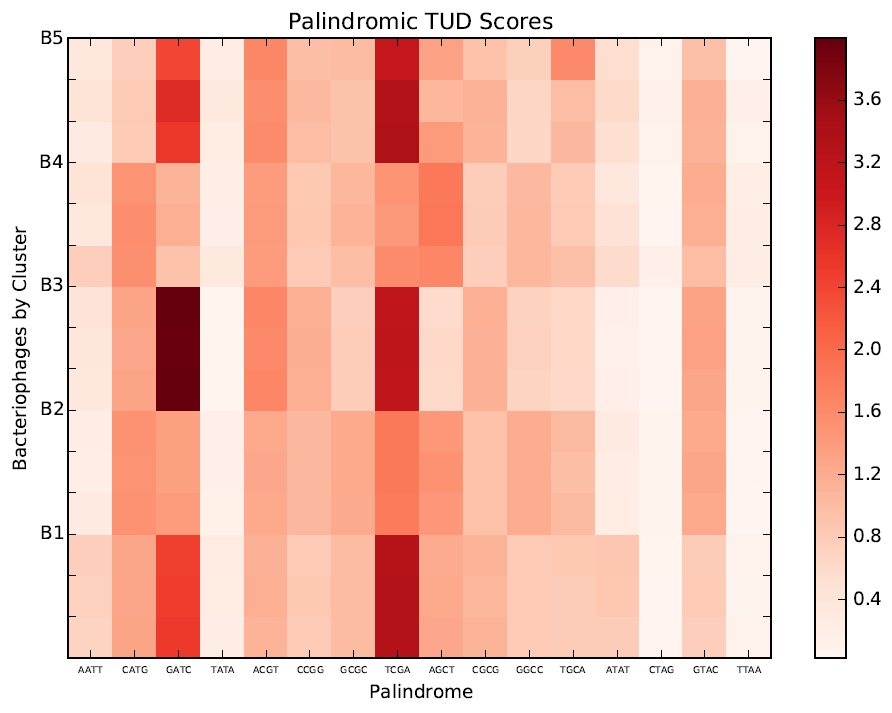 Palindromic TUD Scores
B5
B4
B3
B2
B1
Bacteriophages by Cluster
AATT CATG GATC TATA ACGT CCGG GCGC TCGA AGCT CGCG GGCC TGCA ATAT CTAG GTAC TTAA
Palindrome
3.6
3.2
2.8
2.4
2.0
1.6
1.2
0.8
0.4